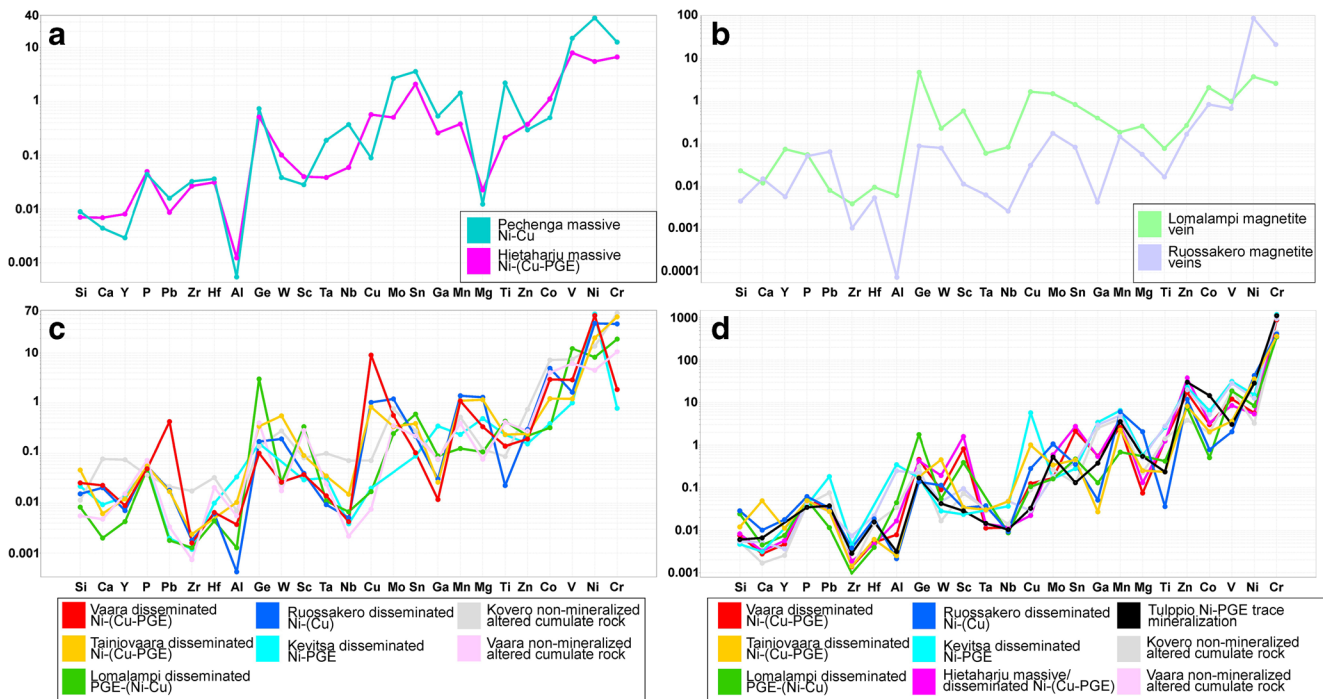 a
40
10
1
0.1
0.01
0.001
Si Ca Y P Pb Zr Hf Al Ge W Sc Ta Nb Cu Mo Sn Ga Mn Mg Ti Zn Co V Ni Cr
Pechenga massive
Ni-Cu
Hietaharju massive
Ni-(Cu-PGE)
b
100
10
1
0.1
0.01
0.001
0.0001
Si Ca Y P Pb Zr Hf Al Ge W Sc Ta Nb Cu Mo Sn Ga Mn Mg Ti Zn Co V Ni Cr
Lomalampi magnetite
vein
Ruossakero magnetite
veins
c
70
10
1
0.1
0.01
0.001
Si Ca Y P Pb Zr Hf Al Ge W Sc Ta Nb Cu Mo Sn Ga Mn Mg Ti Zn Co V Ni Cr
Vaara disseminated
Ni-(Cu-PGE)
Tainiovaara disseminated
Ni-(Cu-PGE)
Lomalampi disseminated
PGE-(Ni-Cu)
Ruossakero disseminated
Ni-(Cu)
Kevitsa disseminated
Ni-PGE
Kovero non-mineralized
altered cumulate rock
Vaara non-mineralized
altered cumulate rock
d
1000
100
10
1
0.1
0.01
0.001
Si Ca Y P Pb Zr Hf Al Ge W Sc Ta Nb Cu Mo Sn Ga Mn Mg Ti Zn Co V Ni Cr
Vaara disseminated
Ni-(Cu-PGE)
Tainiovaara disseminated
Ni-(Cu-PGE)
Lomalampi disseminated
PGE-(Ni-Cu)
Ruossakero disseminated
Ni-(Cu)
Kevitsa disseminated
Ni-PGE
Hietaharju massive/
disseminated Ni-(Cu-PGE)
Tulppio Ni-PGE trace
mineralization
Kovero non-mineralized
altered cumulate rock
Vaara non-mineralized
altered cumulate rock